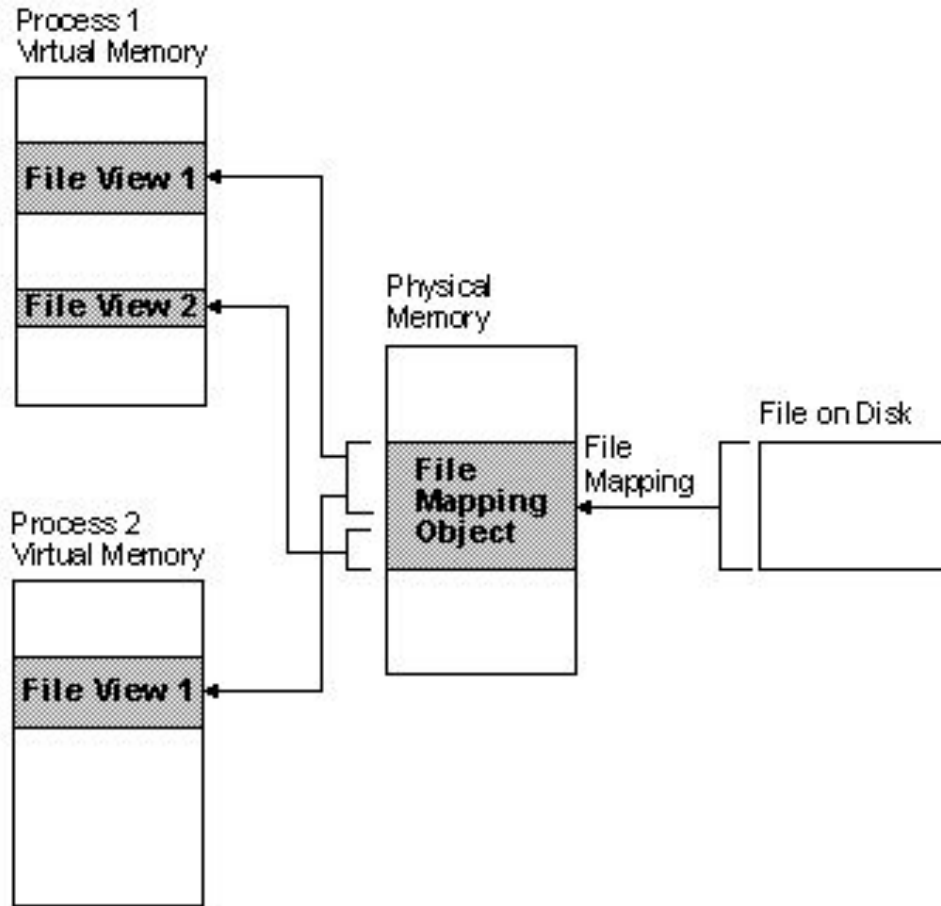 Process 1
Virtual Memory
File View 1
File View 2
Physical
Memory
File
Mapping
Object
File
Mapping
File on Disk
Process 2
Virtual Memory
File View 1